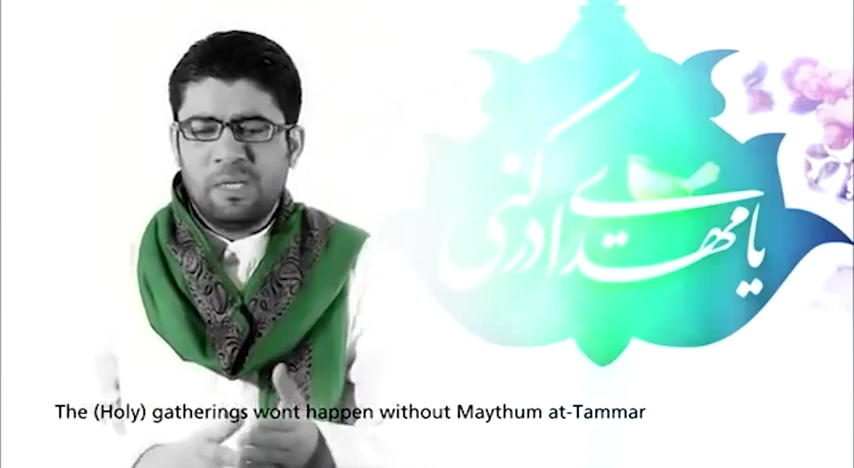 یا مهدی ادرکنی
The (Holy) gatherings wont happen without Maythum at-Tammar